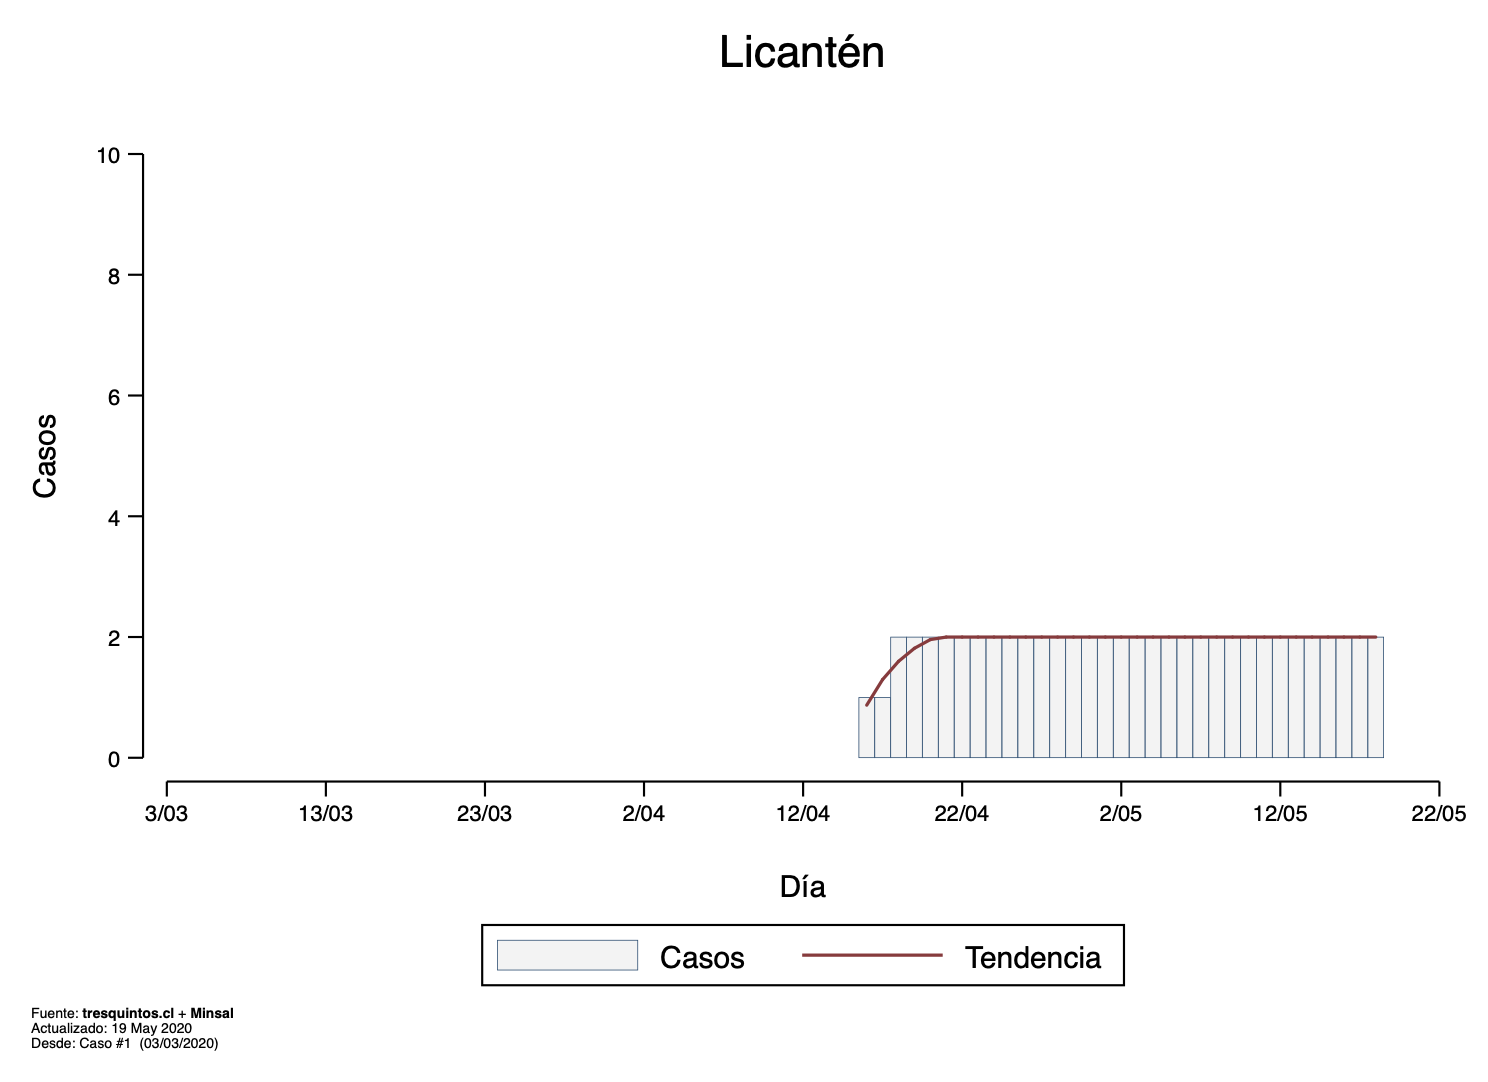 Licantén
10
8
6
4
2
0
Casos
3/03 13/03 23/03 2/04 12/04 22/04 2/05 12/05 22/05
Día
Casos Tendencia
Fuente: tresquintos.cl + Minsal
Actualizado: 19 May 2020
Desde: Caso #1 (03/03/2020)